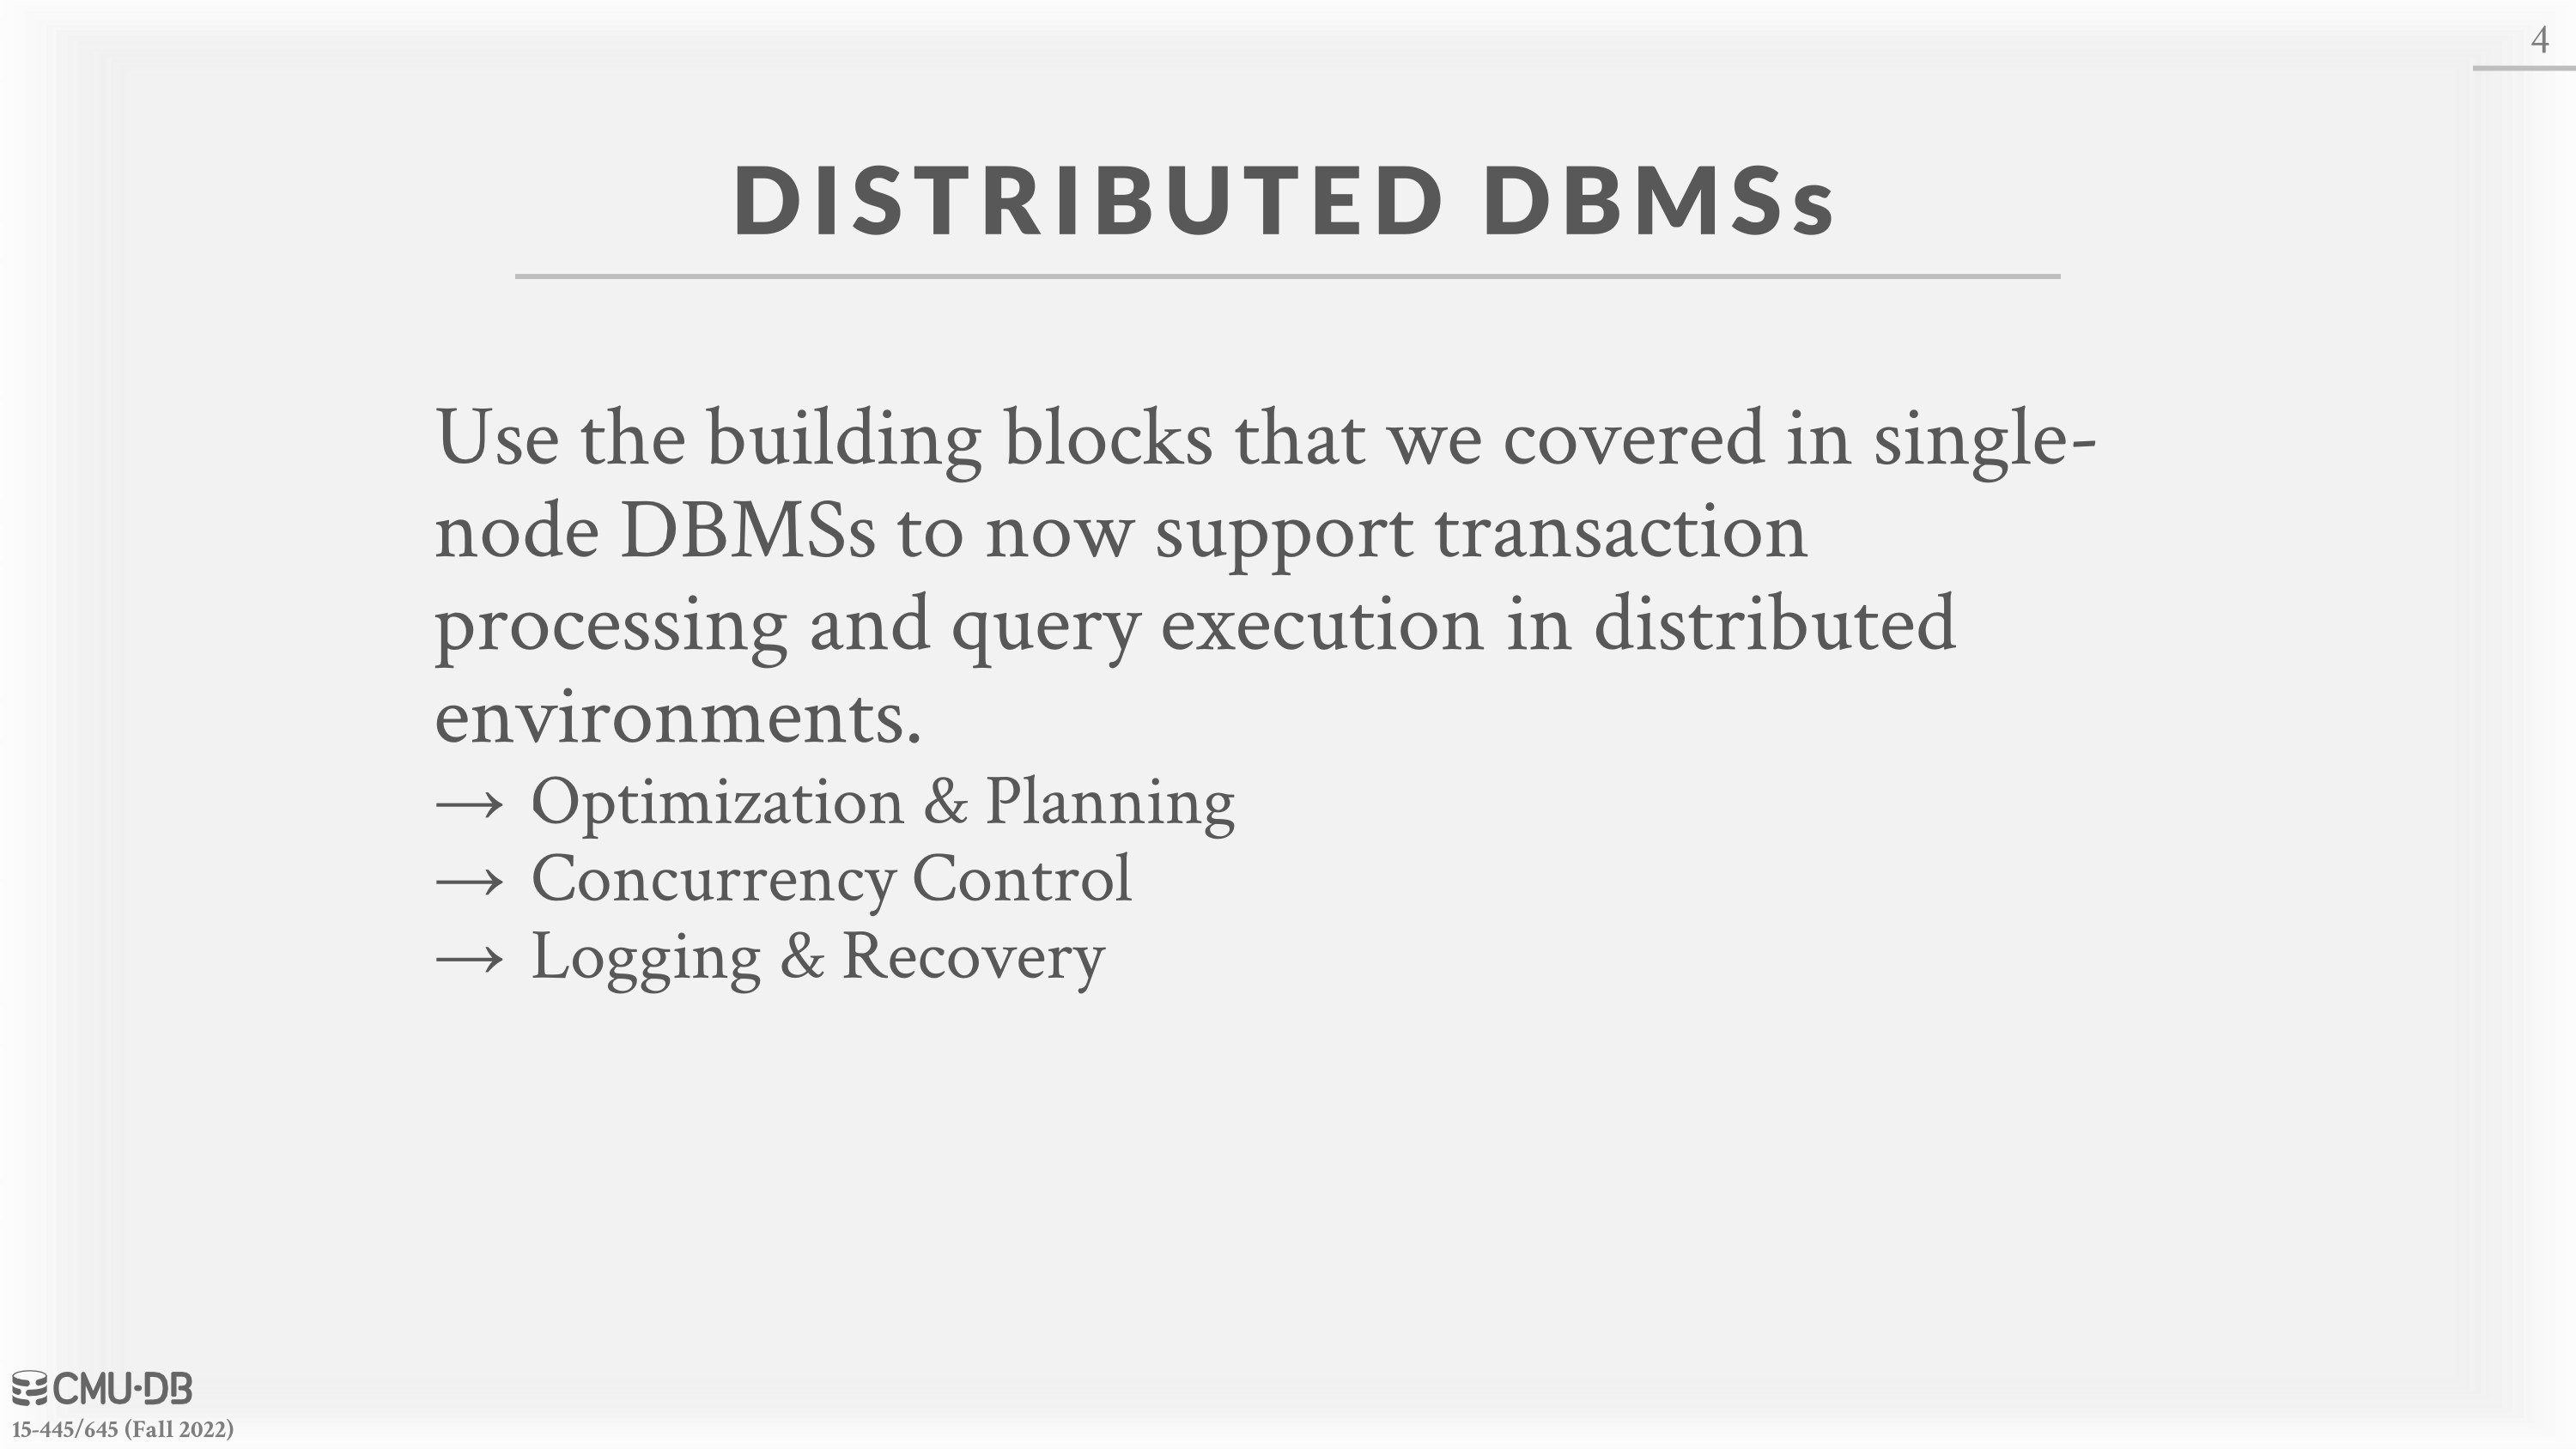 4
DISTRIBUTED DBMSs
Use the building blocks that we covered in single-
node DBMSs to now support transaction
processing and query execution in distributed
environments.
→ Optimization & Planning
→ Concurrency Control
→ Logging & Recovery
CMU·DB
15-445/645 (Fall 2022)